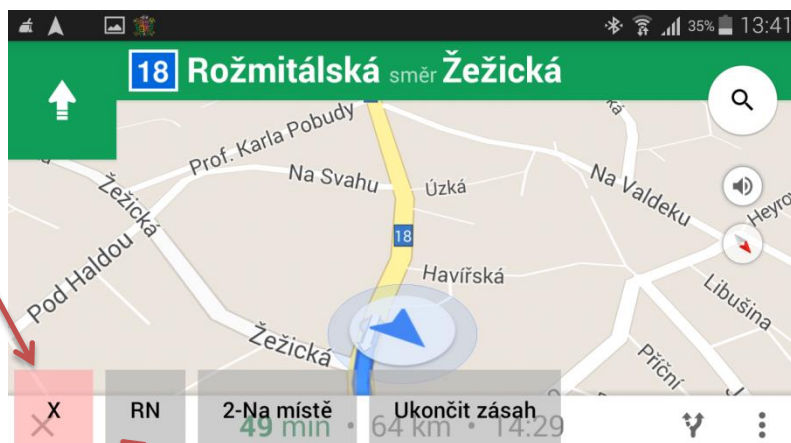 35% 13:41
18 Rožmitálská směr Žežická
Prof. Karla Pobudy
Na Svahu
Úzká
Na Valdeku
Žežická
18
Pod Haldou
Havířská
Libušina
Žežická
Příční
X
RN
2-Na místě
Ukončit zásah
49 min • 64 km • 14:29